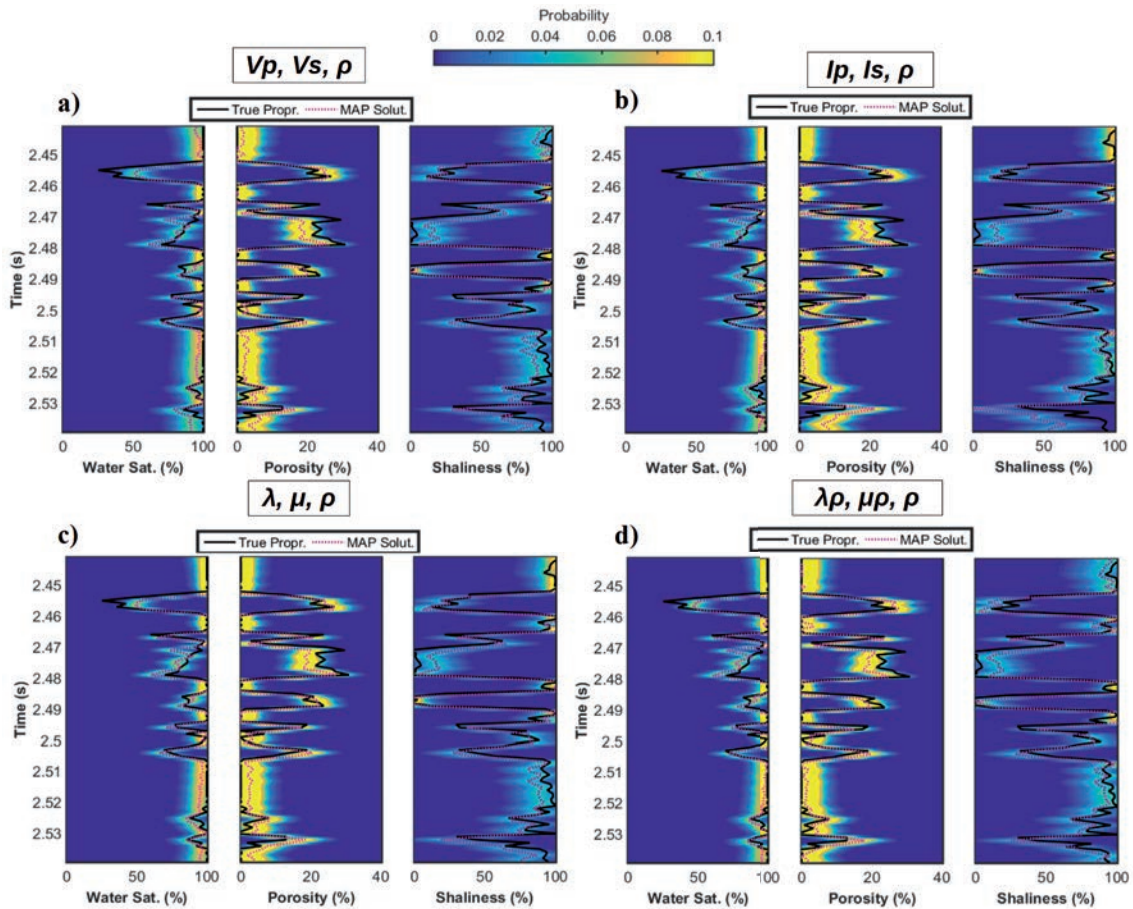 Probability
0 0.02 0.04 0.06 0.08 0.1
Vp, Vs, ρ
Ip, Is, ρ
a)
True Propr. MAP Solut.
2.45
2.46
2.47
2.48
2.49
2.5
2.51
2.52
2.53
Time (s)
0 100 0 20 40 0 100
Water Sat. (%) Porosity (%) Shaliness (%)
b)
True Propr. MAP Solut.
2.45
2.46
2.47
2.48
2.49
2.5
2.51
2.52
2.53
Time (s)
0 100 0 20 40 0 100
Water Sat. (%) Porosity (%) Shaliness (%)
λ, μ, ρ
λρ, μρ, ρ
c)
True Propr. MAP Solut.
2.45
2.46
2.47
2.48
2.49
2.5
2.51
2.52
2.53
Time (s)
0 100 0 20 40 0 100
Water Sat. (%) Porosity (%) Shaliness (%)
d)
True Propr. MAP Solut.
2.45
2.46
2.47
2.48
2.49
2.5
2.51
2.52
2.53
Time (s)
0 100 0 20 40 0 100
Water Sat. (%) Porosity (%) Shaliness (%)